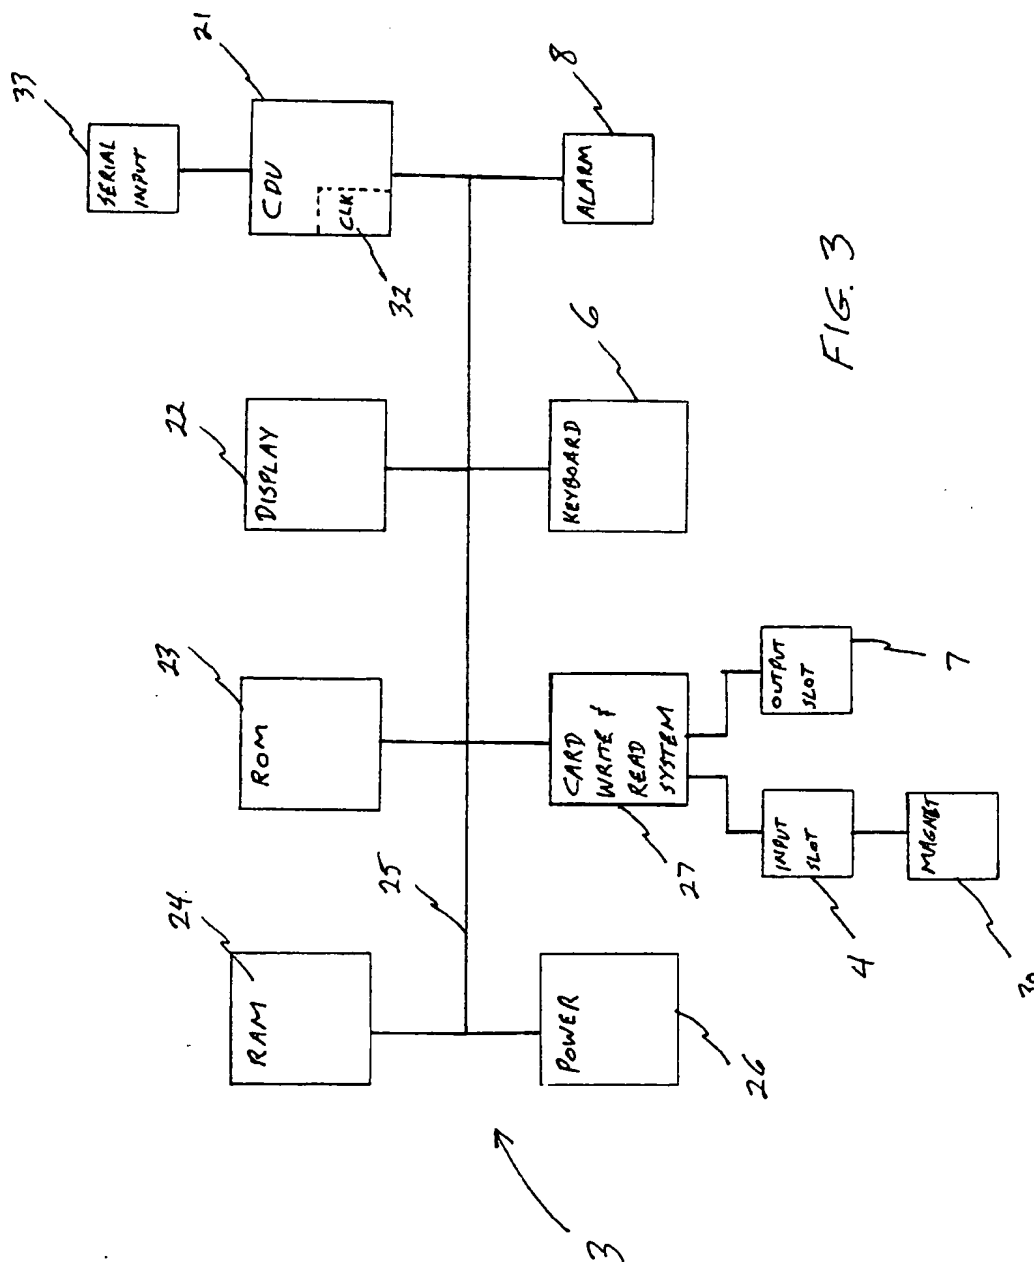 33
SERIAL
INPUT
24
23
22
21
RAM
ROM
DISPLAY
CDU
CLK
32
25
POWER
CARD
WRITE &
READ
SYSTEM
KEYBOARD
6
ALARM
8
26
27
INPUT
SLOT
OUTPUT
SLOT
4
7
MAGNET
3
FIG. 3